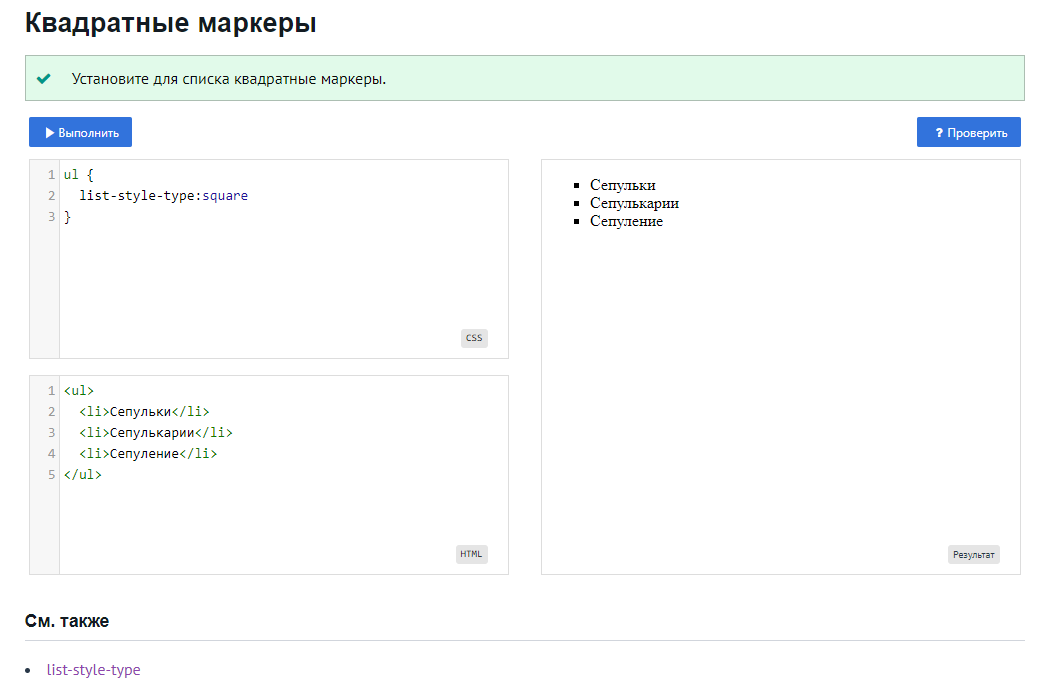 Квадратные маркеры
Установите для списка квадратные маркеры.
Выполнить
? Проверить
1 ul {
2 list-style-type:square
3 }
CSS
1 <ul>
2 <li>Сепульки</li>
3 <li>Сепулькарии</li>
4 <li>Сепуление</li>
5 </ul>
HTML
Сепульки
Сепулькарии
Сепуление
Результат
См. также
list-style-type